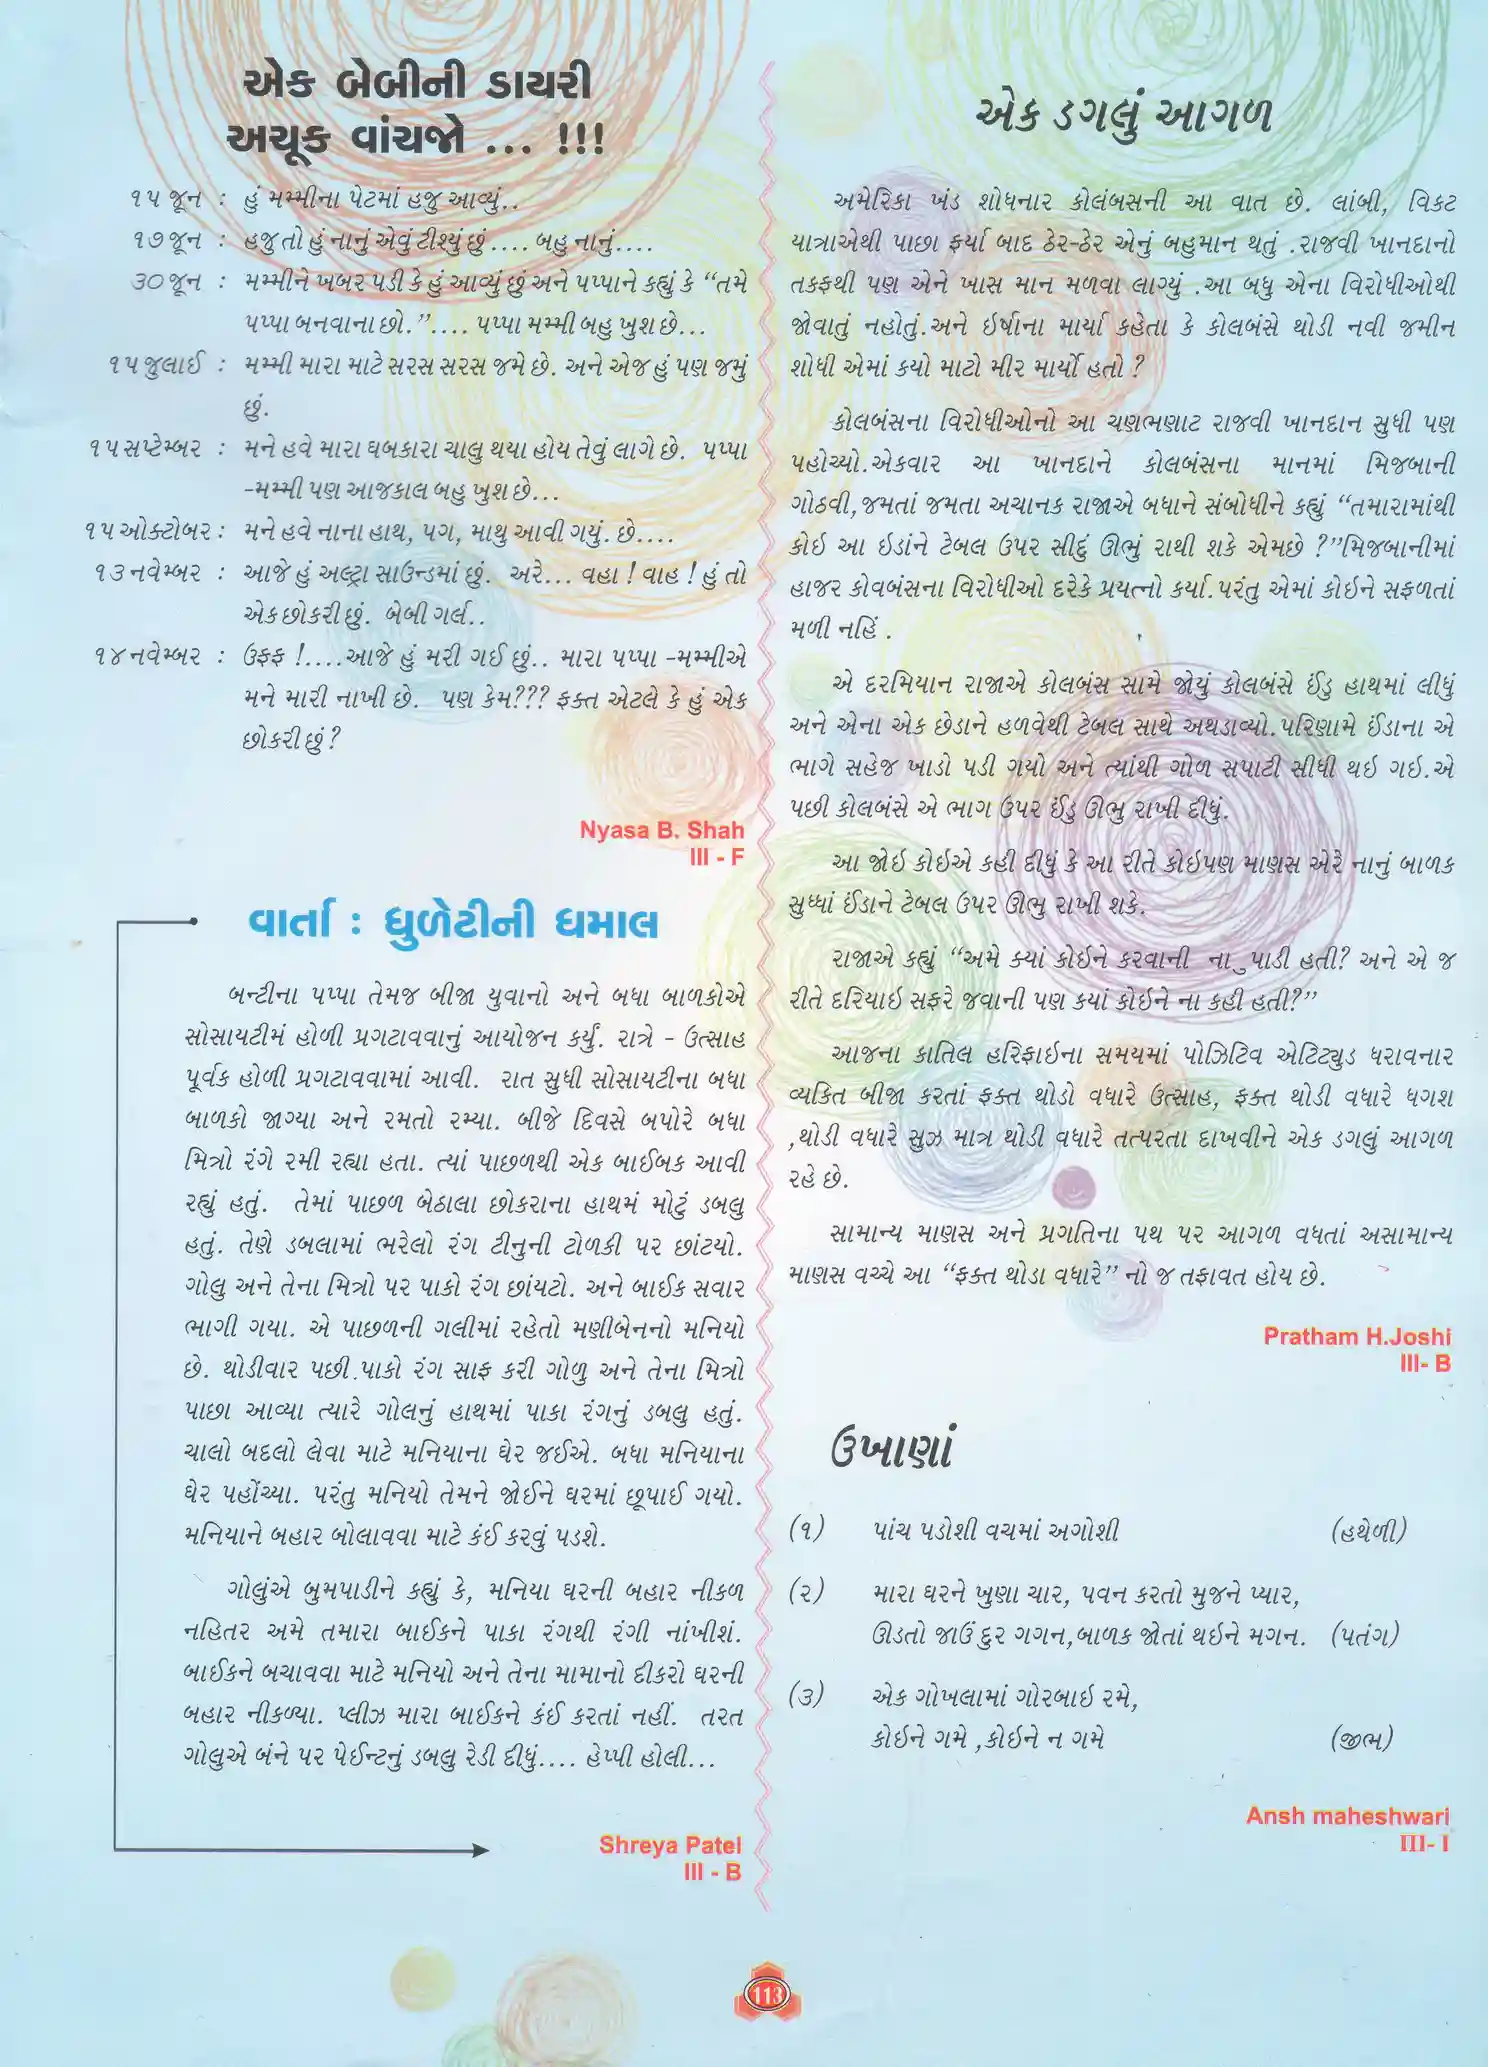 એક બેબીની ડાયરી
અચૂક વાંચજો ... !!!
૧૫ જૂન : હું મમ્મીના પેટમાં હજુ આવ્યું..
૧૭ જૂન : હજુ તો હું નાનું એવું ટીશ્યું છું .... બહુ નાનું....
૩૦ જૂન : મમ્મીને ખબર પડી કે હું આવ્યું છું અને પપ્પાને કહ્યું કે “તમે
પપ્પા બનવાના છો.”.... પપ્પા મમ્મી બહુ ખુશ છે...
૧૫ જુલાઈ : મમ્મી મારા માટે સરસ સરસ જમે છે. અને એજ હું પણ જમું
છું.
૧૫ સપ્ટેમ્બર : મને હવે મારા ધબકારા ચાલુ થયા હોય તેવું લાગે છે. પપ્પા
-મમ્મી પણ આજકાલ બહુ ખુશ છે...
૧૫ ઓક્ટોબર : મને હવે નાના હાથ, પગ, માથુ આવી ગયું. છે....
૧૩ નવેમ્બર : આજે હું અલ્ટ્રા સાઉન્ડમાં છું. અરે... વહા ! વાહ ! હું તો
એક છોકરી છું. બેબી ગર્લ..
૧૪ નવેમ્બર : ઉફફ !....આજે હું મરી ગઈ છું.. મારા પપ્પા -મમ્મીએ
મને મારી નાખી છે. પણ કેમ??? ફક્ત એટલે કે હું એક
છોકરી છું?
Nyasa B. Shah
III - F
વાર્તા : ધુળેટીની ધમાલ
બન્ટીના પપ્પા તેમજ બીજા યુવાનો અને બધા બાળકોએ
સોસાયટીમં હોળી પ્રગટાવવાનું આયોજન કર્યું. રાત્રે - ઉત્સાહ
પૂર્વક હોળી પ્રગટાવવામાં આવી. રાત સુધી સોસાયટીના બધા
બાળકો જાગ્યા અને રમતો રમ્યા. બીજે દિવસે બપોરે બધા
મિત્રો રંગે રમી રહ્યા હતા. ત્યાં પાછળથી એક બાઈબક આવી
રહ્યું હતું. તેમાં પાછળ બેઠાલા છોકરાના હાથમં મોટું ડબલુ
હતું. તેણે ડબલામાં ભરેલો રંગ ટીનુની ટોળકી પર છાંટયો.
ગોલુ અને તેના મિત્રો પર પાકો રંગ છાંયટો. અને બાઈક સવાર
ભાગી ગયા. એ પાછળની ગલીમાં રહેતો મણીબેનનો મનિયો
છે. થોડીવાર પછી પાકો રંગ સાફ કરી ગોળુ અને તેના મિત્રો
પાછા આવ્યા ત્યારે ગોલનું હાથમાં પાકા રંગનું ડબલુ હતું.
ચાલો બદલો લેવા માટે મનિયાના ઘેર જઈએ. બધા મનિયાના
ઘેર પહોંચ્યા. પરંતુ મનિયો તેમને જોઈને ઘરમાં છૂપાઈ ગયો.
મનિયાને બહાર બોલાવવા માટે કંઈ કરવું પડશે.
ગોલુંએ બુમપાડીને કહ્યું કે, મનિયા ઘરની બહાર નીકળ
નહિતર અમે તમારા બાઈકને પાકા રંગથી રંગી નાંખીશં.
બાઈકને બચાવવા માટે મનિયો અને તેના મામાનો દીકરો ઘરની
બહાર નીકળ્યા. પ્લીઝ મારા બાઈકને કંઈ કરતાં નહીં. તરત
ગોલુએ બંને પર પેઈન્ટનું ડબલુ રેડી દીધું.... હેપ્પી હોલી...
Shreya Patel
III - B
એક ડગલું આગળ
અમેરિકા ખંડ શોધનાર કોલંબસની આ વાત છે. લાંબી, વિકટ
યાત્રાએથી પાછા ફર્યા બાદ ઠેર-ઠેર એનું બહુમાન થતું .રાજવી ખાનદાનો
તકફથી પણ એને ખાસ માન મળવા લાગ્યું .આ બધુ એના વિરોધીઓથી
જોવાતું નહોતું.અને ઇર્ષાના માર્યા કહેતા કે કોલબંસે થોડી નવી જમીન
શોધી એમાં કયો માટો મીર માર્યો હતો ?
કોલબંસના વિરોધીઓનો આ ચણભણાટ રાજવી ખાનદાન સુધી પણ
પહોચ્યો.એકવાર આ ખાનદાને કોલબંસના માનમાં મિજબાની
ગોઠવી,જમતાં જમતા અચાનક રાજાએ બધાને સંબોધીને કહ્યું “તમારામાંથી
કોઇ આ ઇડાંને ટેબલ ઉપર સીદું ઊભું રાથી શકે એમછે ?”મિજબાનીમાં
હાજર કોવબંસના વિરોધીઓ દરેકે પ્રયત્નો કર્યા.પરંતુ એમાં કોઇને સફળતાં
મળી નહિં .
એ દરમિયાન રાજાએ કોલબંસ સામે જોયું કોલબંસે ઈંડુ હાથમાં લીધું
અને એના એક છેડાને હળવેથી ટેબલ સાથે અથડાવ્યો.પરિણામે ઈંડાના એ
ભાગે સહેજ ખાડો પડી ગયો અને ત્યાંથી ગોળ સપાટી સીધી થઇ ગઇ.એ
પછી કોલબંસે એ ભાગ ઉપર ઈંડુ ઊભુ રાખી દીધું.
આ જોઇ કોઇએ કહી દીધું કે આ રીતે કોઇપણ માણસ એરે નાનું બાળક
સુધ્ધાં ઈંડાને ટેબલ ઉપર ઊભુ રાખી શકે.
રાજાએ કહ્યું “અમે ક્યાં કોઇને કરવાની ના ુપાડી હતી? અને એ જ
રીતે દરિયાઇ સફરે જવાની પણ કયાં કોઇને ના કહી હતી?”
આજના કાતિલ હરિફાઇના સમયમાં પોઝિટિવ એટિટ્યુડ ધરાવનાર
વ્યકિત બીજા કરતાં ફક્ત થોડો વધારે ઉત્સાહ, ફક્ત થોડી વધારે ધગશ
,થોડી વધારે સુઝ માત્ર થોડી વધારે તત્પરતા દાખવીને એક ડગલું આગળ
રહે છે.
સામાન્ય માણસ અને પ્રગતિના પથ પર આગળ વધતાં અસામાન્ય
માણસ વચ્ચે આ “ફક્ત થોડા વધારે” નો જ તફાવત હોય છે.
Pratham H.Joshi
III- B
ઉખાણાં
(૧) પાંચ પડોશી વચમાં અગોશી (હથેળી)
(૨) મારા ઘરને ખુણા ચાર, પવન કરતો મુજને પ્યાર,
ઊડતો જાઉં દુર ગગન,બાળક જોતાં થઇને મગન. (પતંગ)
(૩) એક ગોખલામાં ગોરબાઇ રમે,
કોઇને ગમે ,કોઇને ન ગમે (જીભ)
Ansh maheshwari
III- I
113